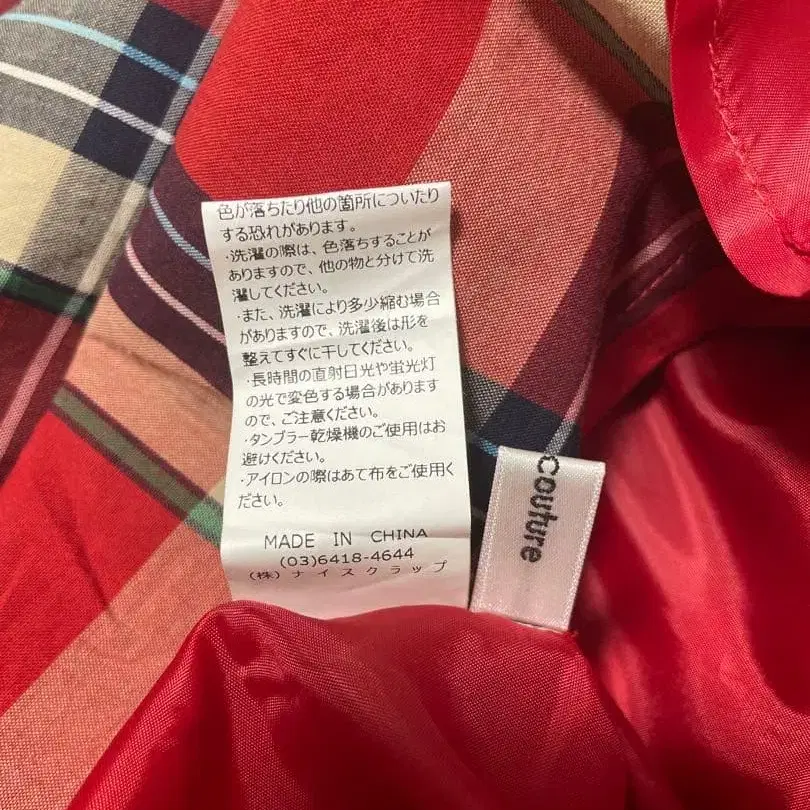 色が落ちたり他の箇所についたり
する恐れがあります。
・洗濯の際は、色落ちすることが
ありますので、他の物と分けて洗
濯してください。
・また、洗濯により多少縮む場合
がありますので、洗濯後は形を
整えてすぐに干してください。
・長時間の直射日光や蛍光灯
の光で変色する場合があります
ので、ご注意ください。
・タンブラー乾燥機のご使用はお
避けください。
・アイロンの際はあて布をご使用く
ださい。
MADE IN CHINA
(03)6418-4644
(株)ナイスクラップ
couture